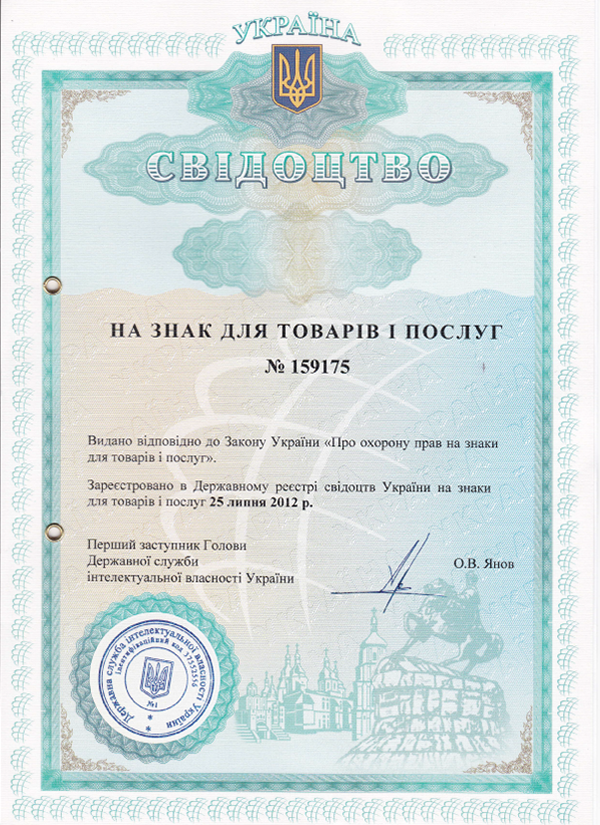 УКРАЇНА
СВІДОЦТВО
НА ЗНАК ДЛЯ ТОВАРІВ І ПОСЛУГ
№ 159175
Видано відповідно до Закону України «Про охорону прав на знаки
для товарів і послуг».
Зареєстровано в Державному реєстрі свідоцтв України на знаки
для товарів і послуг 25 липня 2012 р.
Перший заступник Голови
Державної служби
інтелектуальної власності України
О.В. Янов
Державна служба інтелектуальної власності України
ідентифікаційний код 37552556
№1